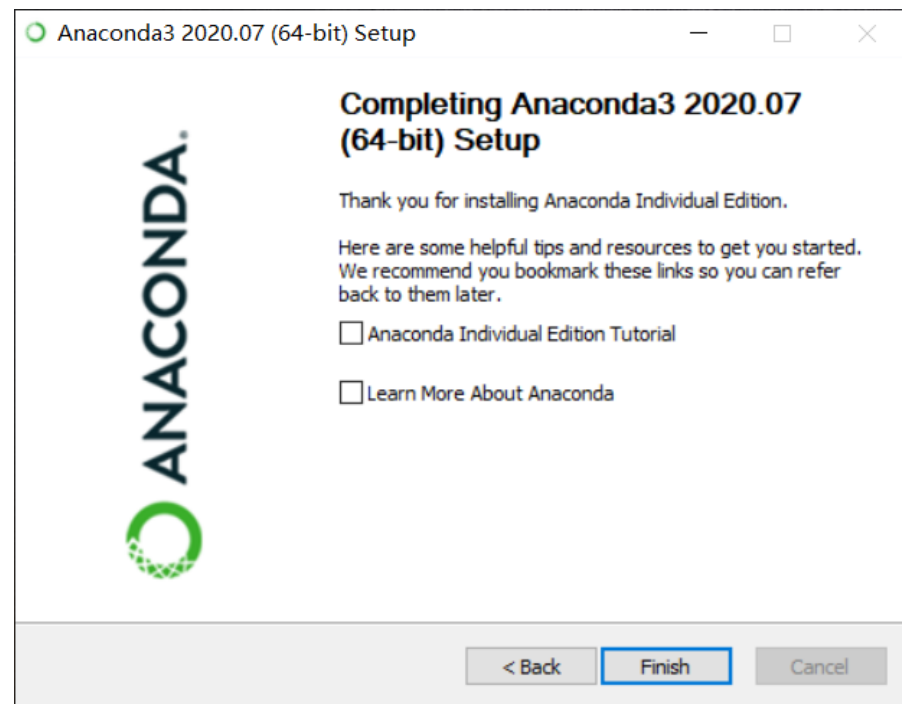 Anaconda3 2020.07 (64-bit) Setup
Completing Anaconda3 2020.07
(64-bit) Setup
Thank you for installing Anaconda Individual Edition.
Here are some helpful tips and resources to get you started.
We recommend you bookmark these links so you can refer
back to them later.
Anaconda Individual Edition Tutorial
Learn More About Anaconda
ANACONDA.
< Back
Finish
Cancel